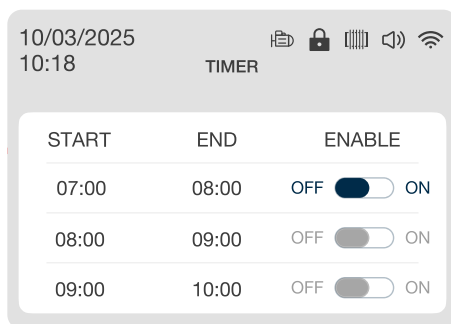 10/03/2025
10:18
TIMER
START END ENABLE
07:00 08:00 OFF ON
08:00 09:00 OFF ON
09:00 10:00 OFF ON